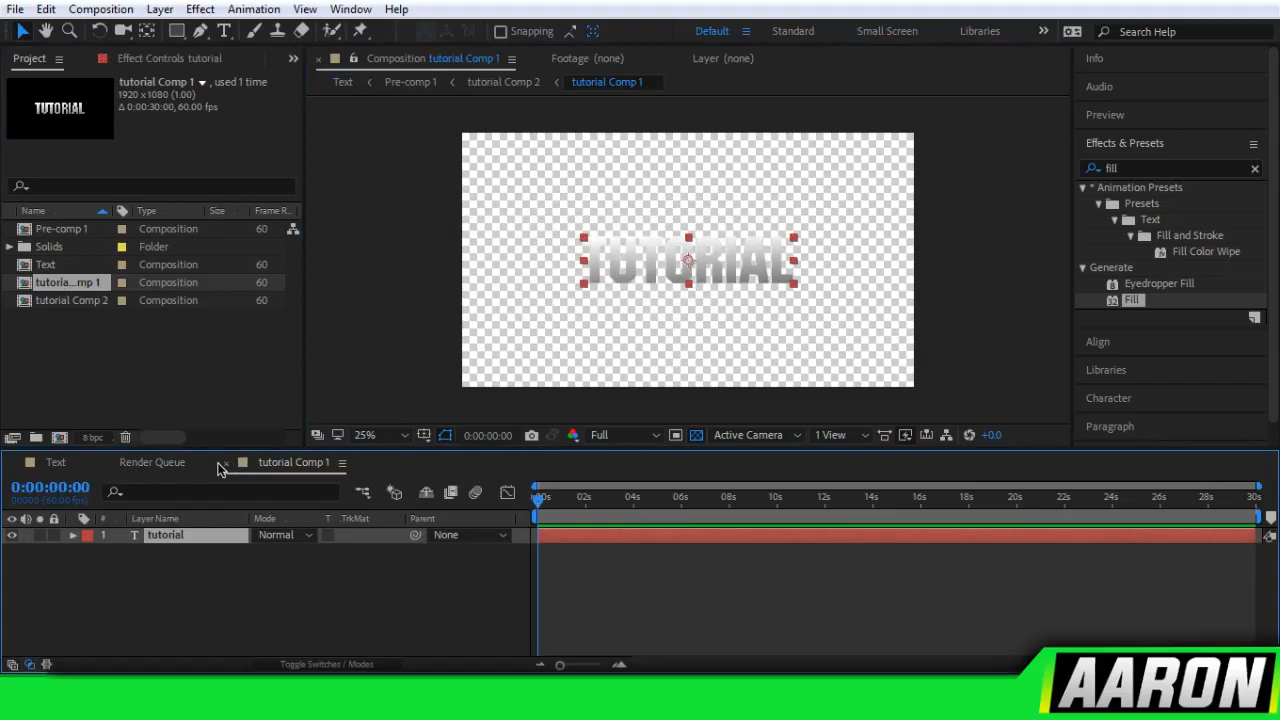 File Edit Composition Layer Effect Animation View Window Help
Snapping Default Standard Small Screen Libraries Search Help
Project Effect Controls tutorial
tutorial Comp 1 , used 1 time
1920 x 1080 (1.00)
Δ 0:00:30:00, 60.00 fps
TUTORIAL
Name Type Size Frame R...
Pre-comp 1 Composition 60
Solids Folder
Text Composition 60
tutoria...mp 1 Composition 60
tutorial Comp 2 Composition 60
8 bpc
Composition tutorial Comp 1 Footage (none) Layer (none)
Text Pre-comp 1 tutorial Comp 2 tutorial Comp 1
TUTORIAL
25% 0:00:00:00 Full Active Camera 1 View +0.0
Info
Audio
Preview
Effects & Presets
fill
* Animation Presets
Presets
Text
Fill and Stroke
Fill Color Wipe
Generate
Eyedropper Fill
32 Fill
Align
Libraries
Character
Paragraph
Text Render Queue tutorial Comp 1
0:00:00:00
00000 (60.00 fps)
:00s 02s 04s 06s 08s 10s 12s 14s 16s 18s 20s 22s 24s 26s 28s 30s
# Layer Name Mode T TrkMat Parent
1 T tutorial Normal None
Toggle Switches / Modes
AARON